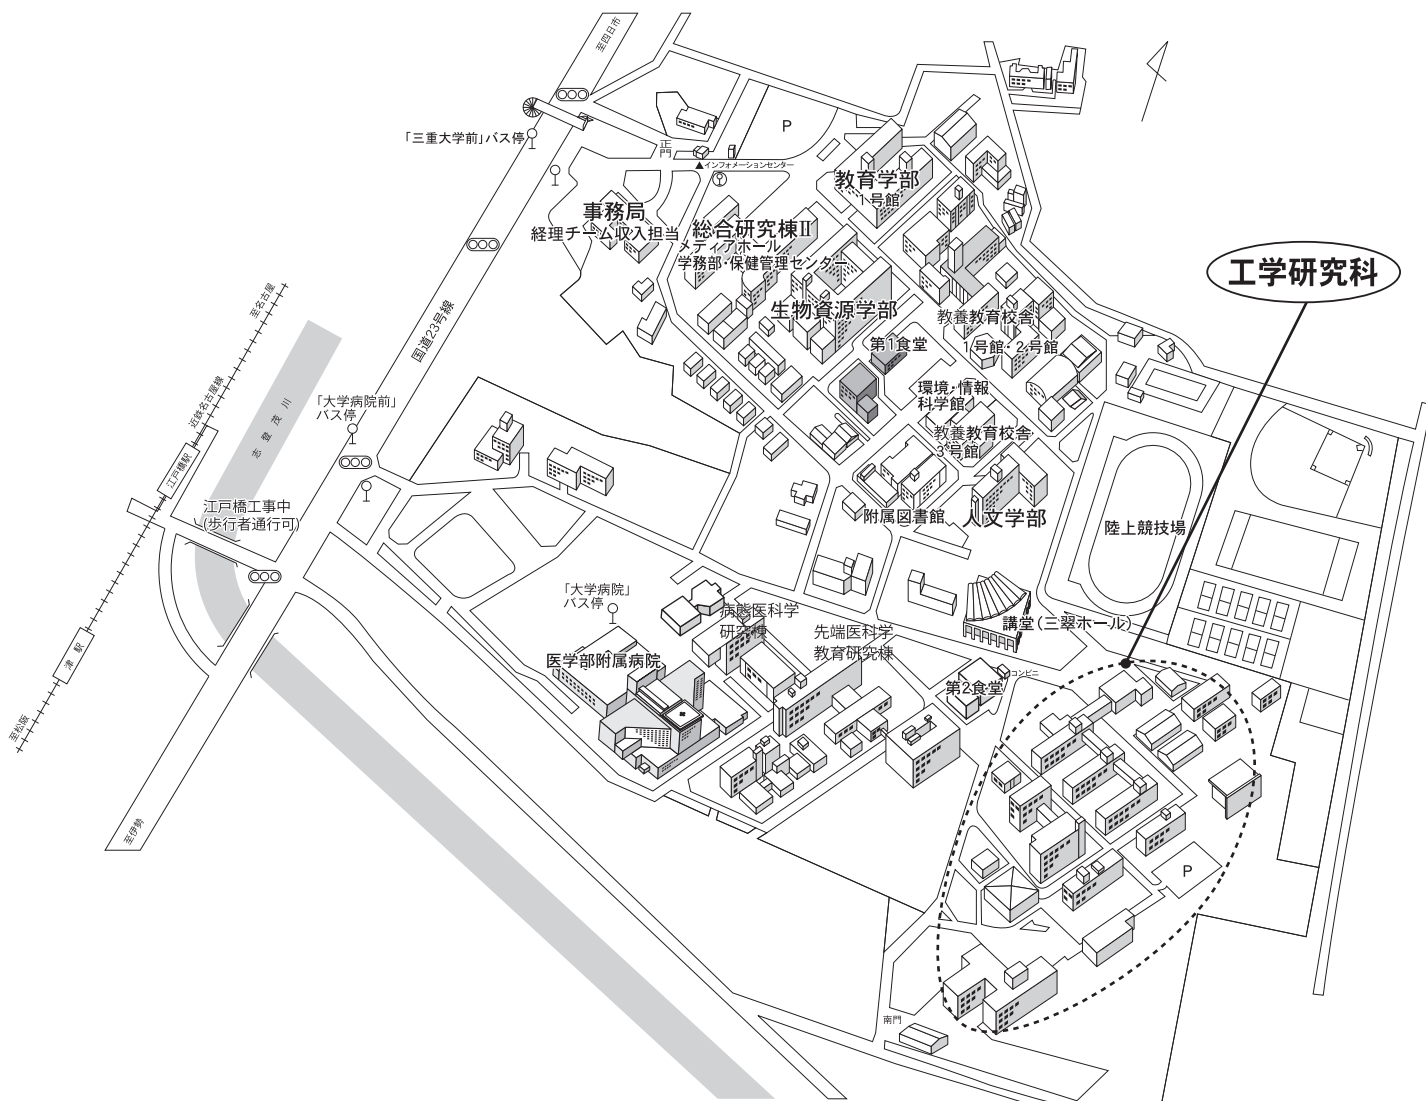 至四日市
「三重大学前」バス停
正門
P
▲インフォメーションセンター
教育学部
1号館
事務局
経理チーム収入担当
総合研究棟Ⅱ
メディアホール
学務部・保健管理センター
工学研究科
至名古屋
国道23号線
生物資源学部
教養教育校舎
1号館・2号館
第1食堂
近鉄名古屋線
志登茂川
「大学病院前」
バス停
環境・情報
科学館
教養教育校舎
3号館
江戸橋駅
江戸橋工事中
(歩行者通行可)
附属図書館
人文学部
陸上競技場
「大学病院」
バス停
病態医科学
研究棟
先端医科学
教育研究棟
講堂(三翠ホール)
津駅
医学部附属病院
第2食堂
コンビニ
至松阪
至伊勢
P
南門